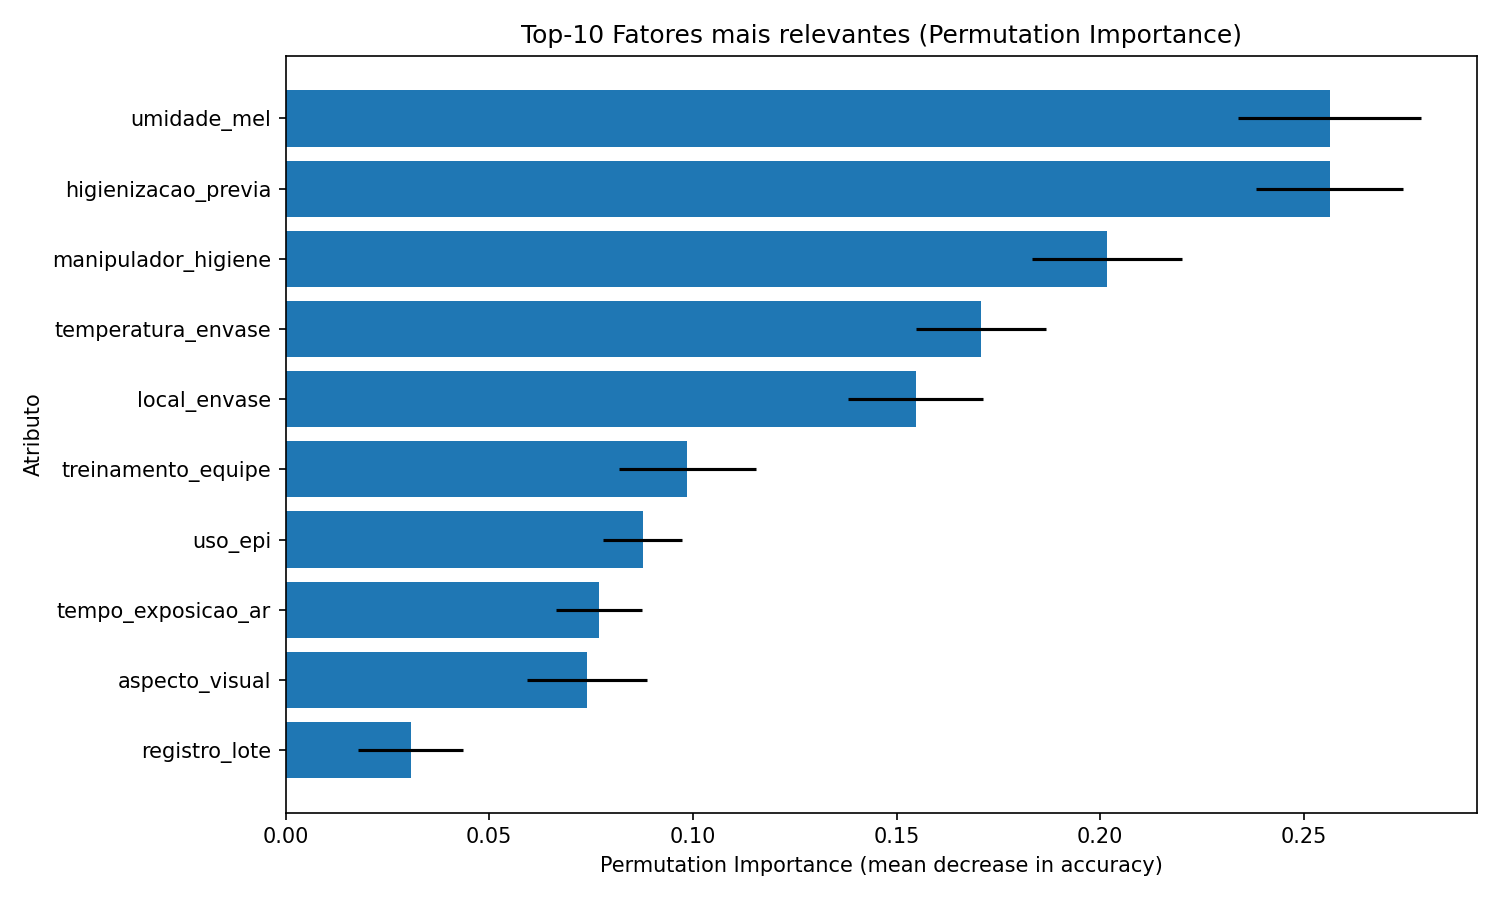 Top-10 Fatores mais relevantes (Permutation Importance)
Atributo
umidade_mel
higienizacao_previa
manipulador_higiene
temperatura_envase
local_envase
treinamento_equipe
uso_epi
tempo_exposicao_ar
aspecto_visual
registro_lote
0.00 0.05 0.10 0.15 0.20 0.25
Permutation Importance (mean decrease in accuracy)